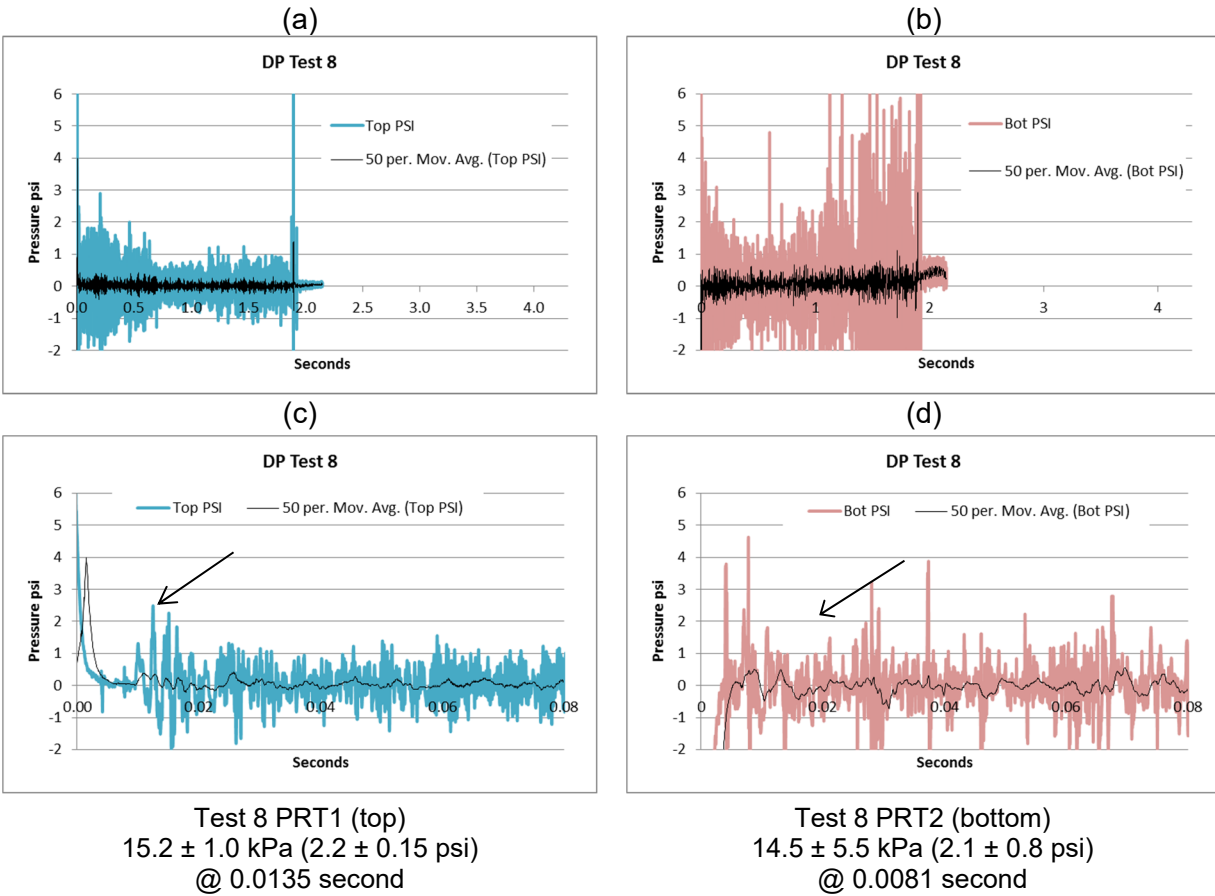 (a)
DP Test 8
Pressure psi
6
5
4
3
2
1
0
-1
-2
0.0 0.5 1.0 1.5 2.0 2.5 3.0 3.5 4.0
Seconds
Top PSI
50 per. Mov. Avg. (Top PSI)
(b)
DP Test 8
Pressure psi
6
5
4
3
2
1
0
-1
-2
0 1 2 3 4
Seconds
Bot PSI
50 per. Mov. Avg. (Bot PSI)
(c)
DP Test 8
Pressure psi
6
5
4
3
2
1
0
-1
-2
0.00 0.02 0.04 0.06 0.08
Seconds
Top PSI 50 per. Mov. Avg. (Top PSI)
Test 8 PRT1 (top)
15.2 ± 1.0 kPa (2.2 ± 0.15 psi)
@ 0.0135 second
(d)
DP Test 8
Pressure psi
6
5
4
3
2
1
0
-1
-2
0 0.02 0.04 0.06 0.08
Seconds
Bot PSI 50 per. Mov. Avg. (Bot PSI)
Test 8 PRT2 (bottom)
14.5 ± 5.5 kPa (2.1 ± 0.8 psi)
@ 0.0081 second